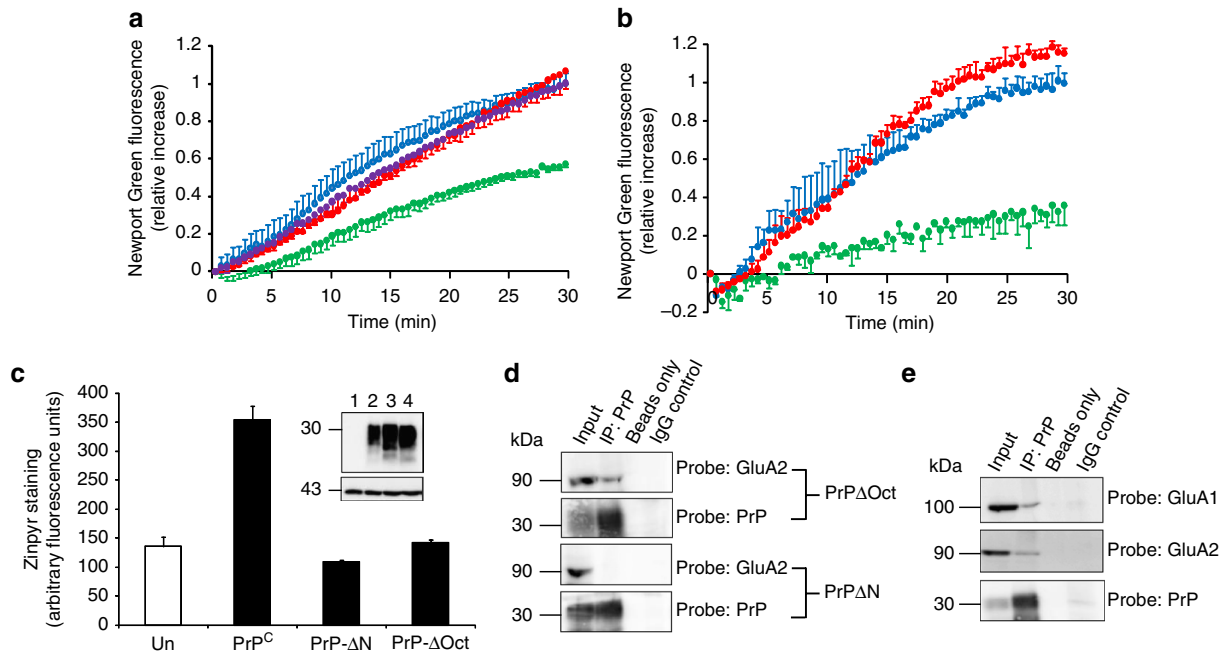 a
Newport Green fluorescence
(relative increase)
1.2
1
0.8
0.6
0.4
0.2
0
0 5 10 15 20 25 30
Time (min)
b
Newport Green fluorescence
(relative increase)
1.2
1
0.8
0.6
0.4
0.2
0
–0.2
5 10 15 20 25 30
Time (min)
c
Zinpyr staining
(arbitrary fluorescence units)
400
350
300
250
200
150
100
50
0
Un PrPC PrP-ΔN PrP-ΔOct
1 2 3 4
30
43
d
Input
IP: PrP
Beads only
IgG control
kDa
90 Probe: GluA2
30 Probe: PrP
PrPΔOct
90 Probe: GluA2
30 Probe: PrP
PrPΔN
e
Input
IP: PrP
Beads only
IgG control
kDa
100 Probe: GluA1
90 Probe: GluA2
30 Probe: PrP